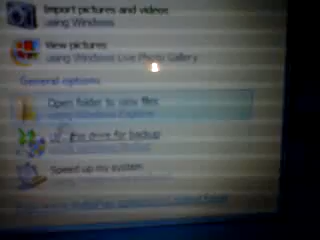 Import pictures and videos
using Windows
View pictures
using Windows Live Photo Gallery
General options
Open folder to view files
using Windows Explorer
drive for backup
Speed up my system